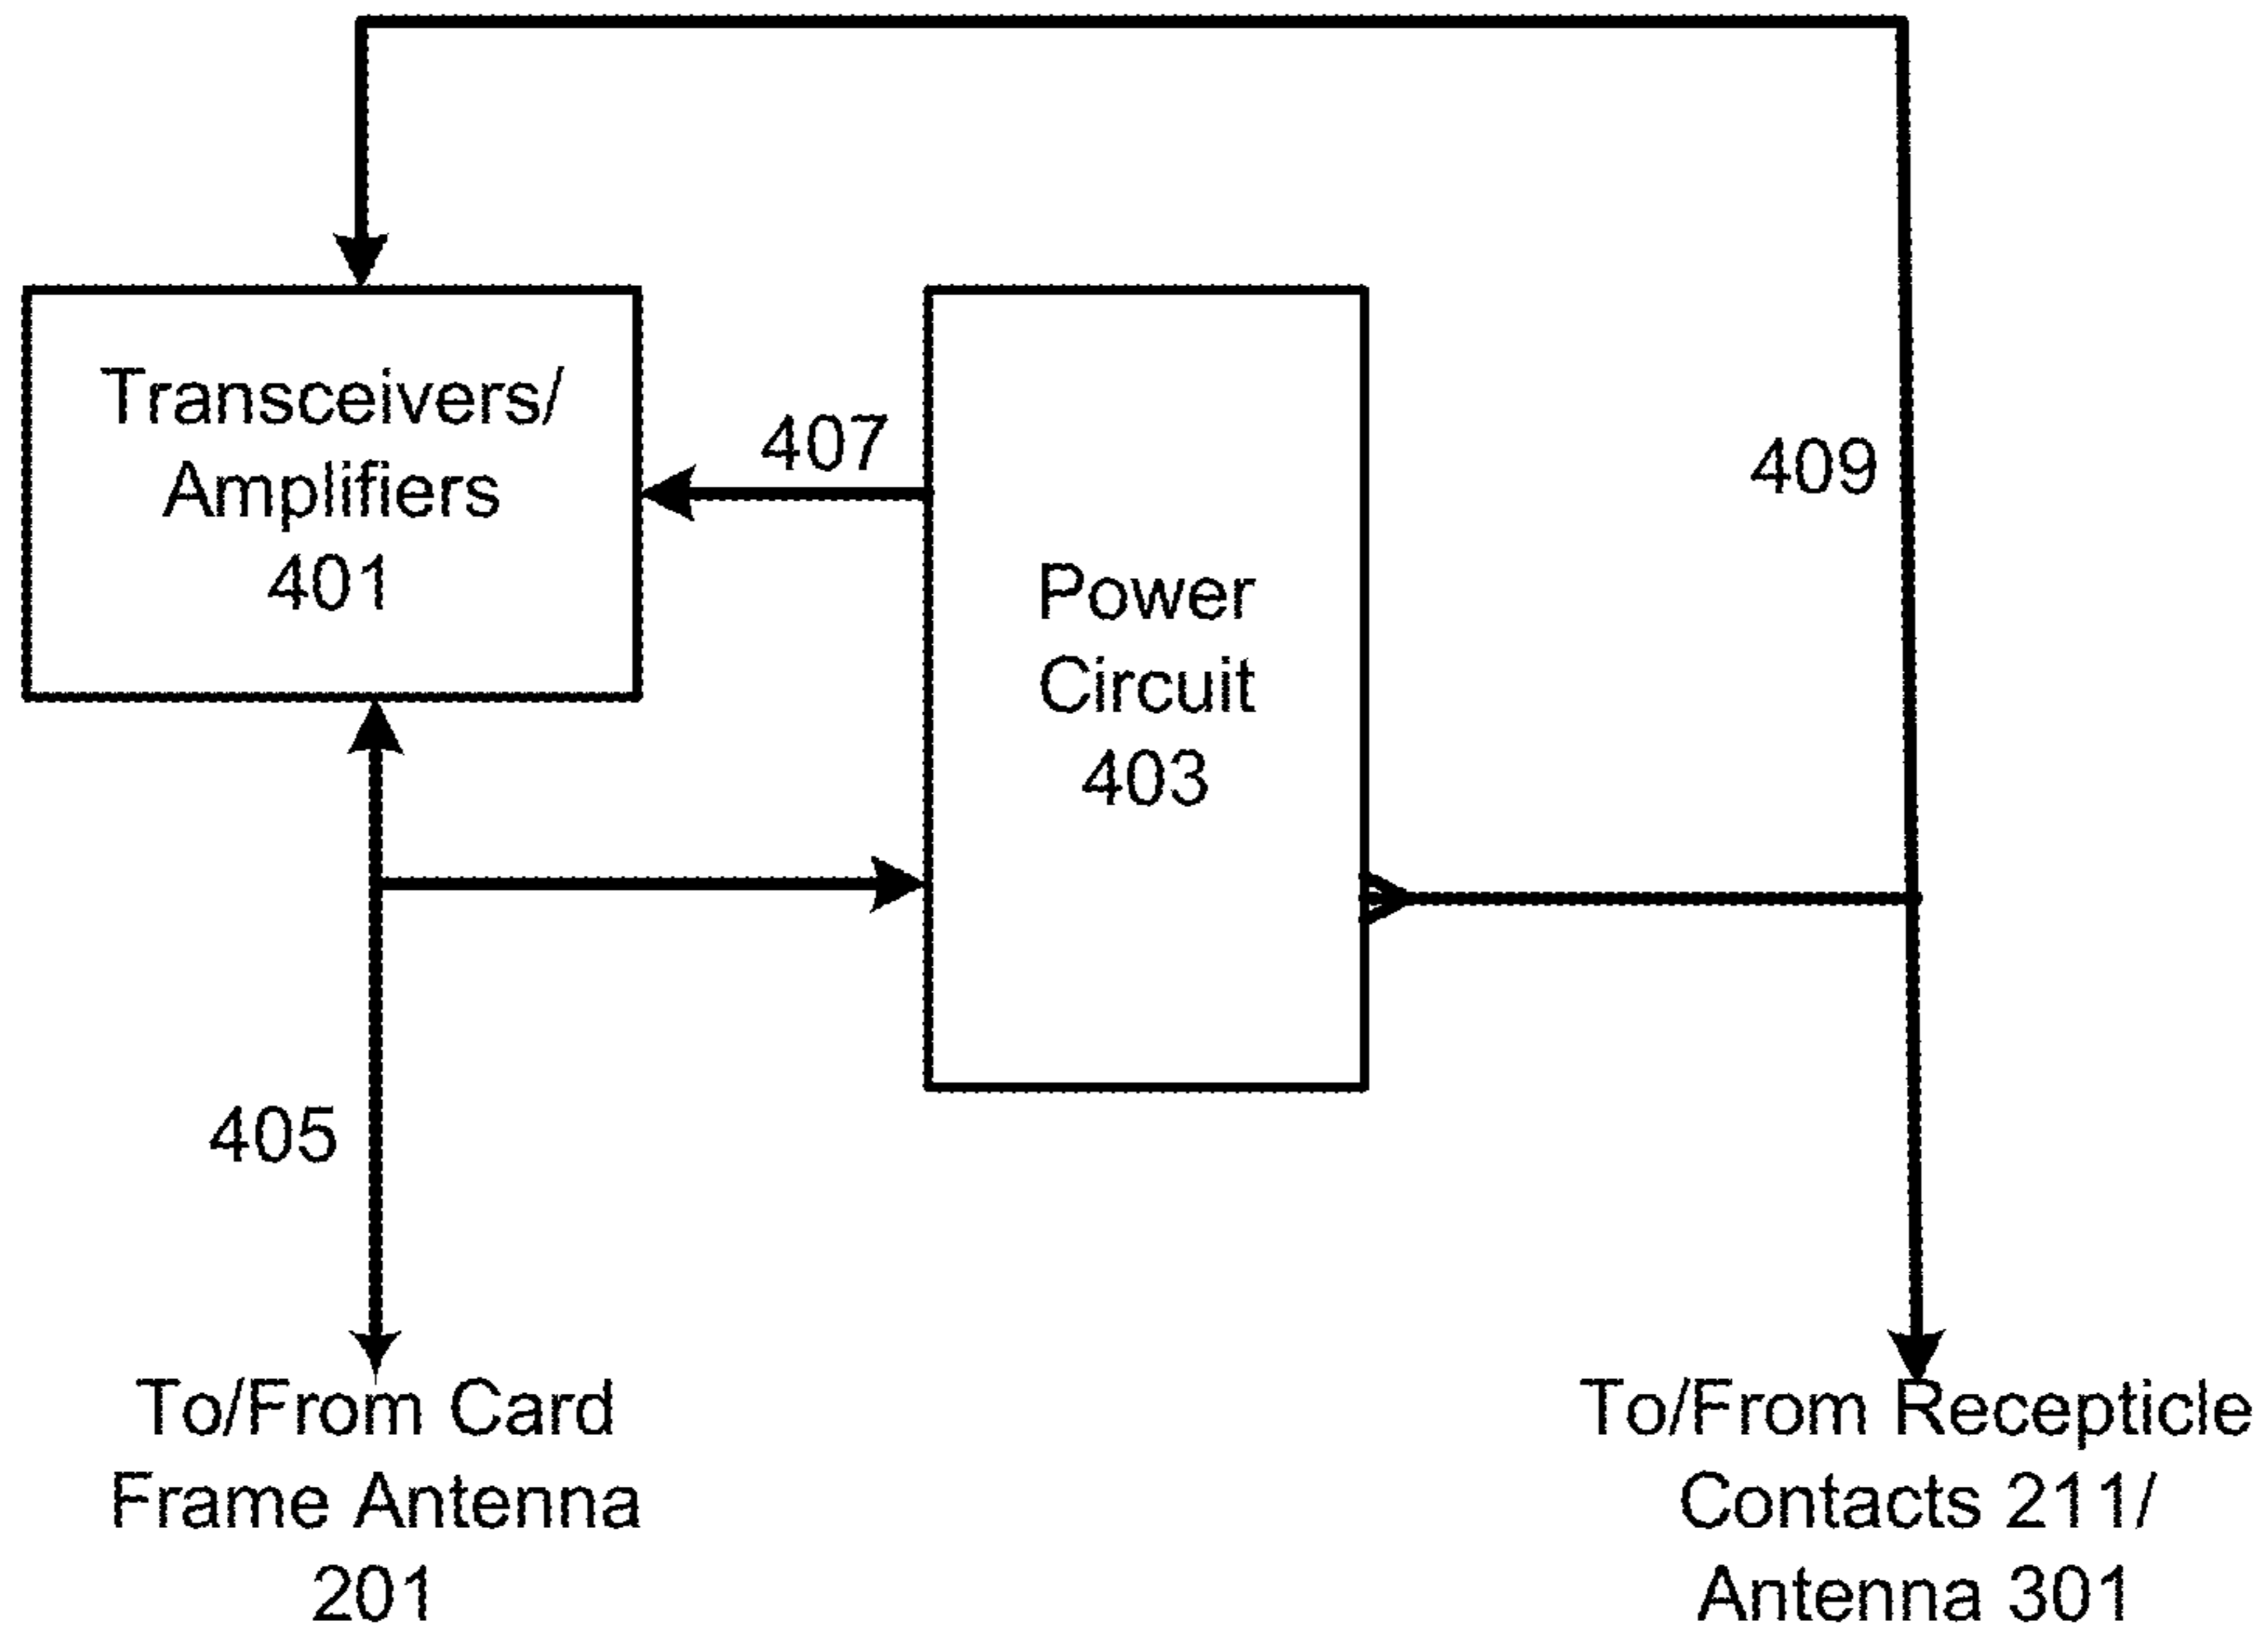 Transceivers/
Amplifiers
401
407
Power
Circuit
403
409
405
To/From Card
Frame Antenna
201
To/From Recepticle
Contacts 211/
Antenna 301